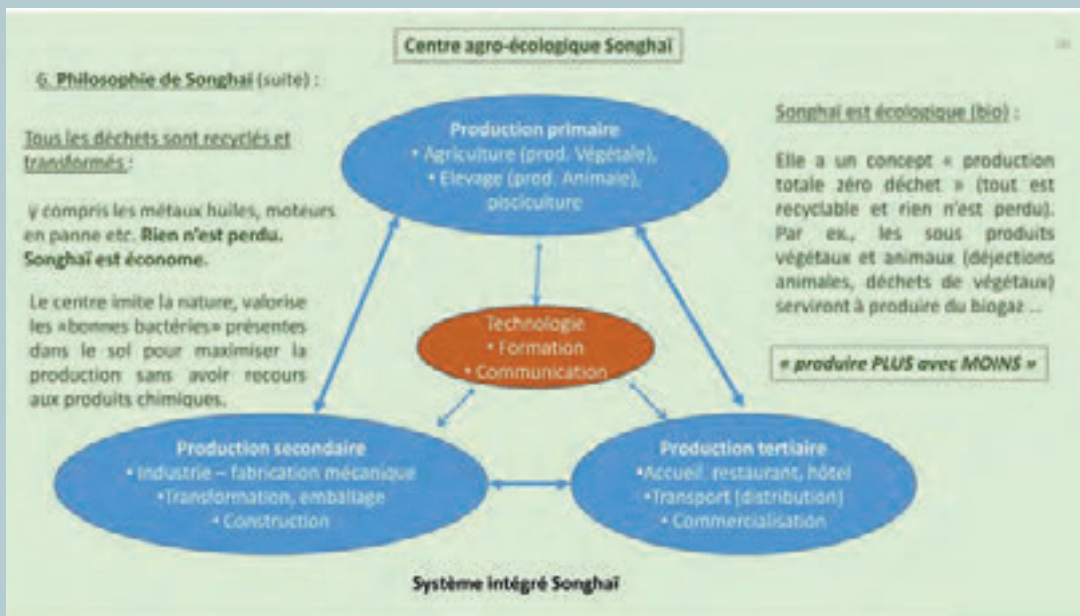 Centre agro-écologique Songhaï
6. Philosophie de Songhaï (suite) :
Tous les déchets sont recyclés et
transformés :
y compris les métaux huiles, moteurs
en panne etc. Rien n'est perdu.
Songhaï est économe.
Le centre imite la nature, valorise
les «bonnes bactéries» présentes
dans le sol pour maximiser la
production sans avoir recours
aux produits chimiques.
Production primaire
• Agriculture (prod. Végétale),
• Elevage (prod. Animale),
pisciculture
Technologie
• Formation
• Communication
Production secondaire
• Industrie – fabrication mécanique
•Transformation, emballage
• Construction
Production tertiaire
•Accueil. restaurant, hôtel
•Transport (distribution)
• Commercialisation
Songhaï est écologique (bio) :
Elle a un concept « production
totale zéro déchet » (tout est
recyclable et rien n'est perdu).
Par ex., les sous produits
végétaux et animaux (déjections
animales, déchets de végétaux)
serviront à produire du biogaz ...
« produire PLUS avec MOINS »
Système intégré Songhaï